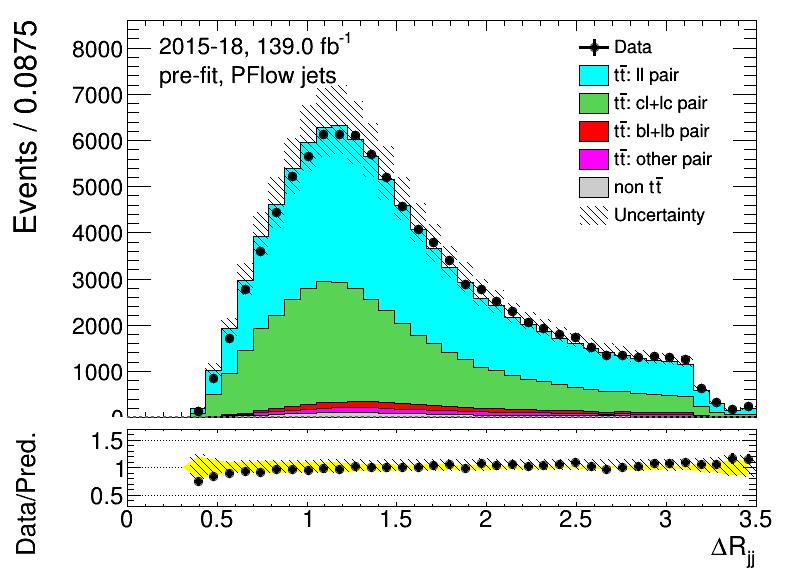 Events / 0.0875
8000
7000
6000
5000
4000
3000
2000
1000
0
2015-18, 139.0 fb⁻¹
pre-fit, PFlow jets
Data
tt̄: ll pair
tt̄: cl+lc pair
tt̄: bl+lb pair
tt̄: other pair
non tt̄
Uncertainty
Data/Pred.
1.5
1
0.5
0 0.5 1 1.5 2 2.5 3 3.5
ΔR_jj